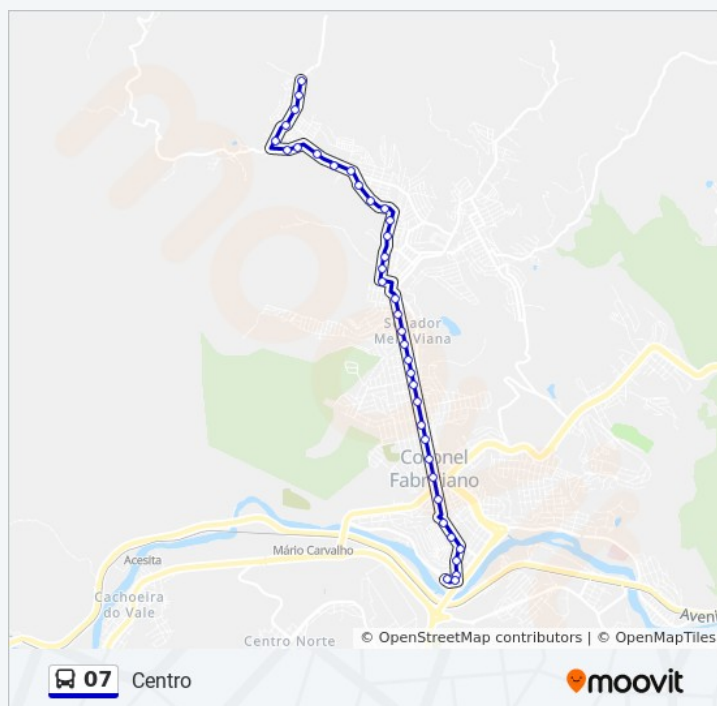 Senador
Melo Viana
Coronel
Fabriciano
Mário Carvalho
Acesita
Cachoeira
do Vale
Centro Norte
© OpenStreetMap contributors | © OpenMapTiles
07 Centro
moovit